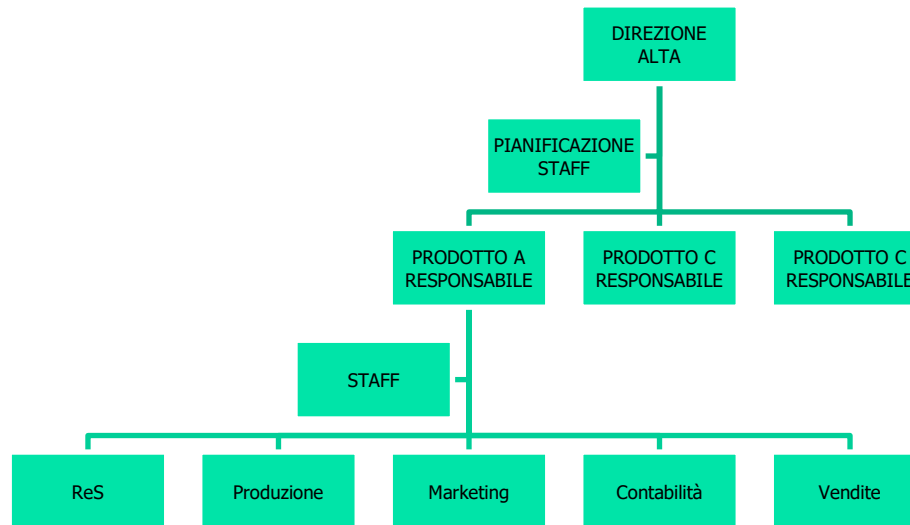 DIREZIONE
ALTA
PIANIFICAZIONE
STAFF
PRODOTTO A
RESPONSABILE
PRODOTTO C
RESPONSABILE
PRODOTTO C
RESPONSABILE
STAFF
ReS
Produzione
Marketing
Contabilità
Vendite